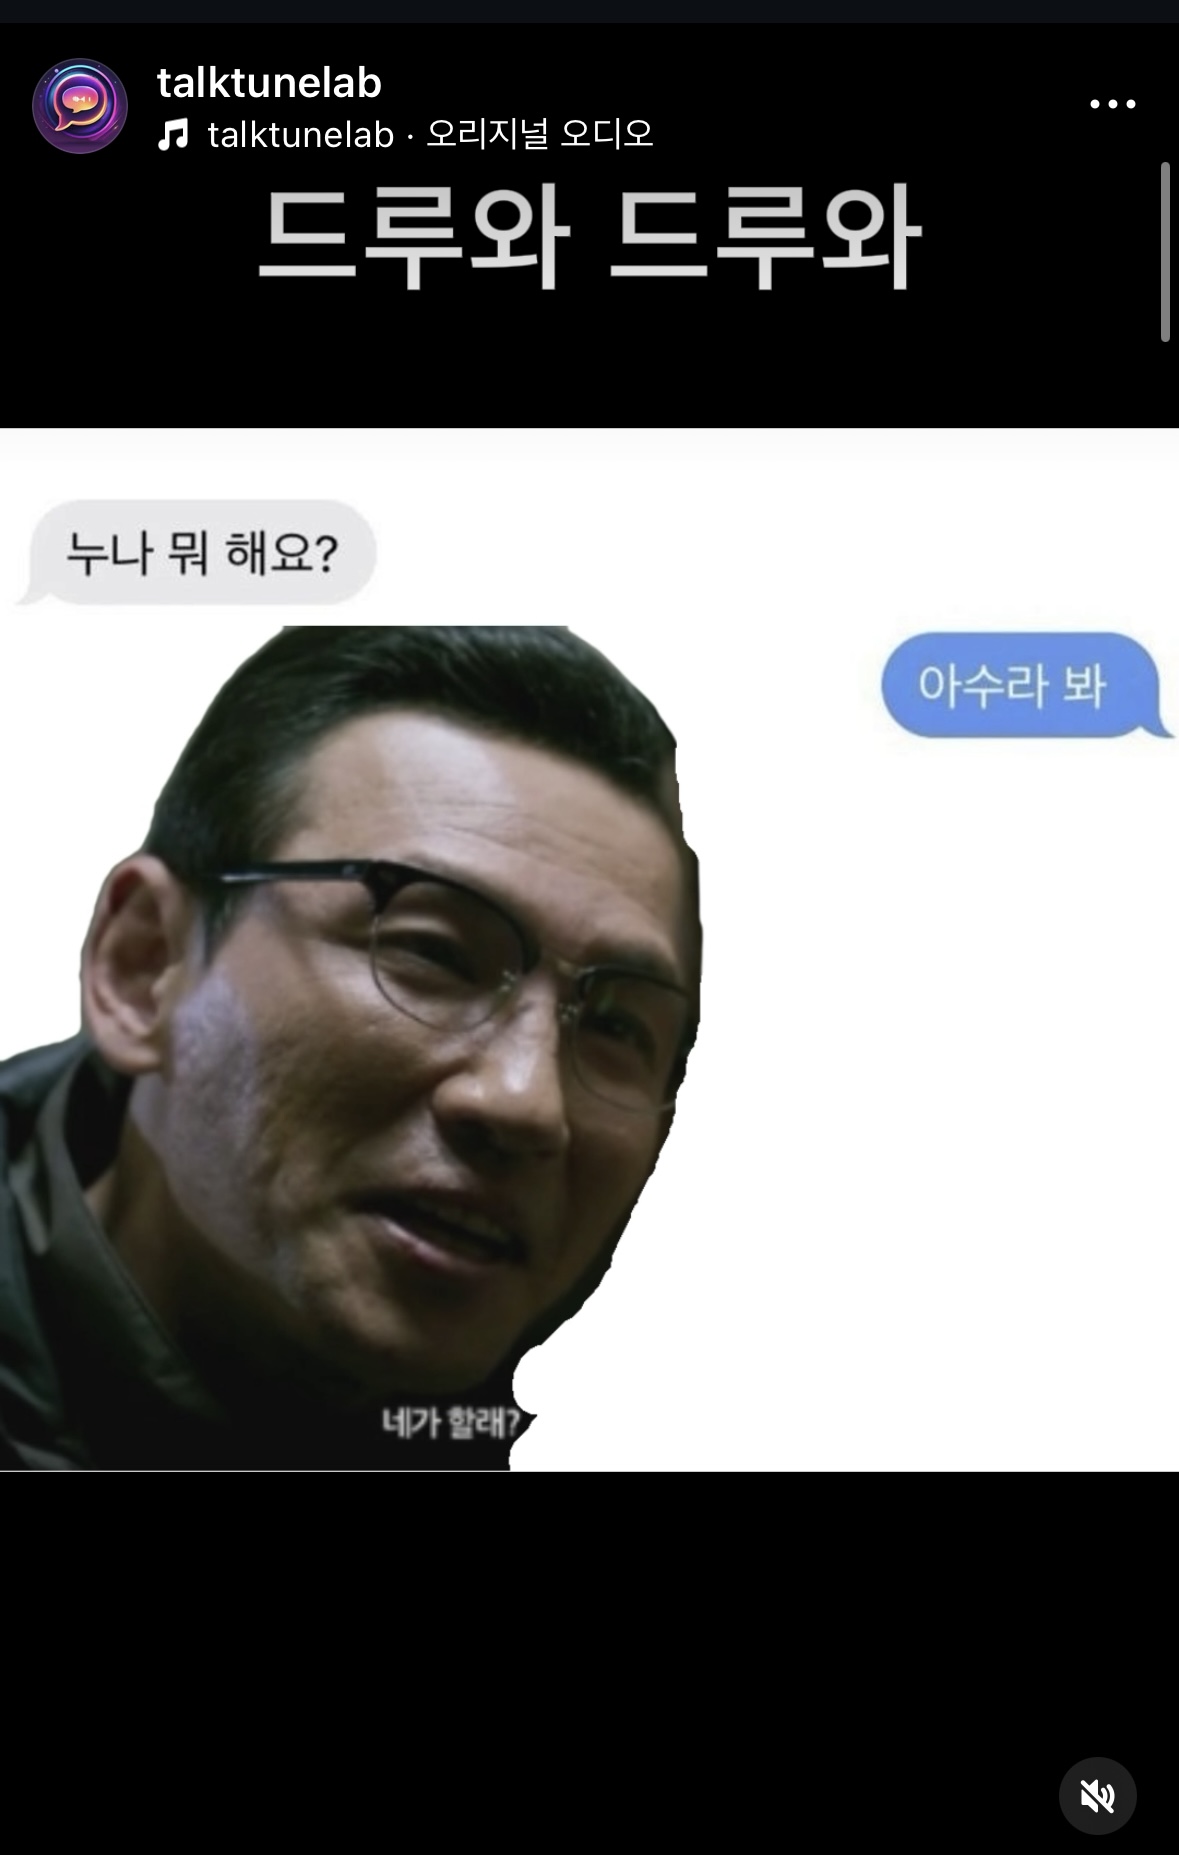 talktunelab
talktunelab · 오리지널 오디오
드루와 드루와
누나 뭐 해요?
아수라 봐
네가 할래?